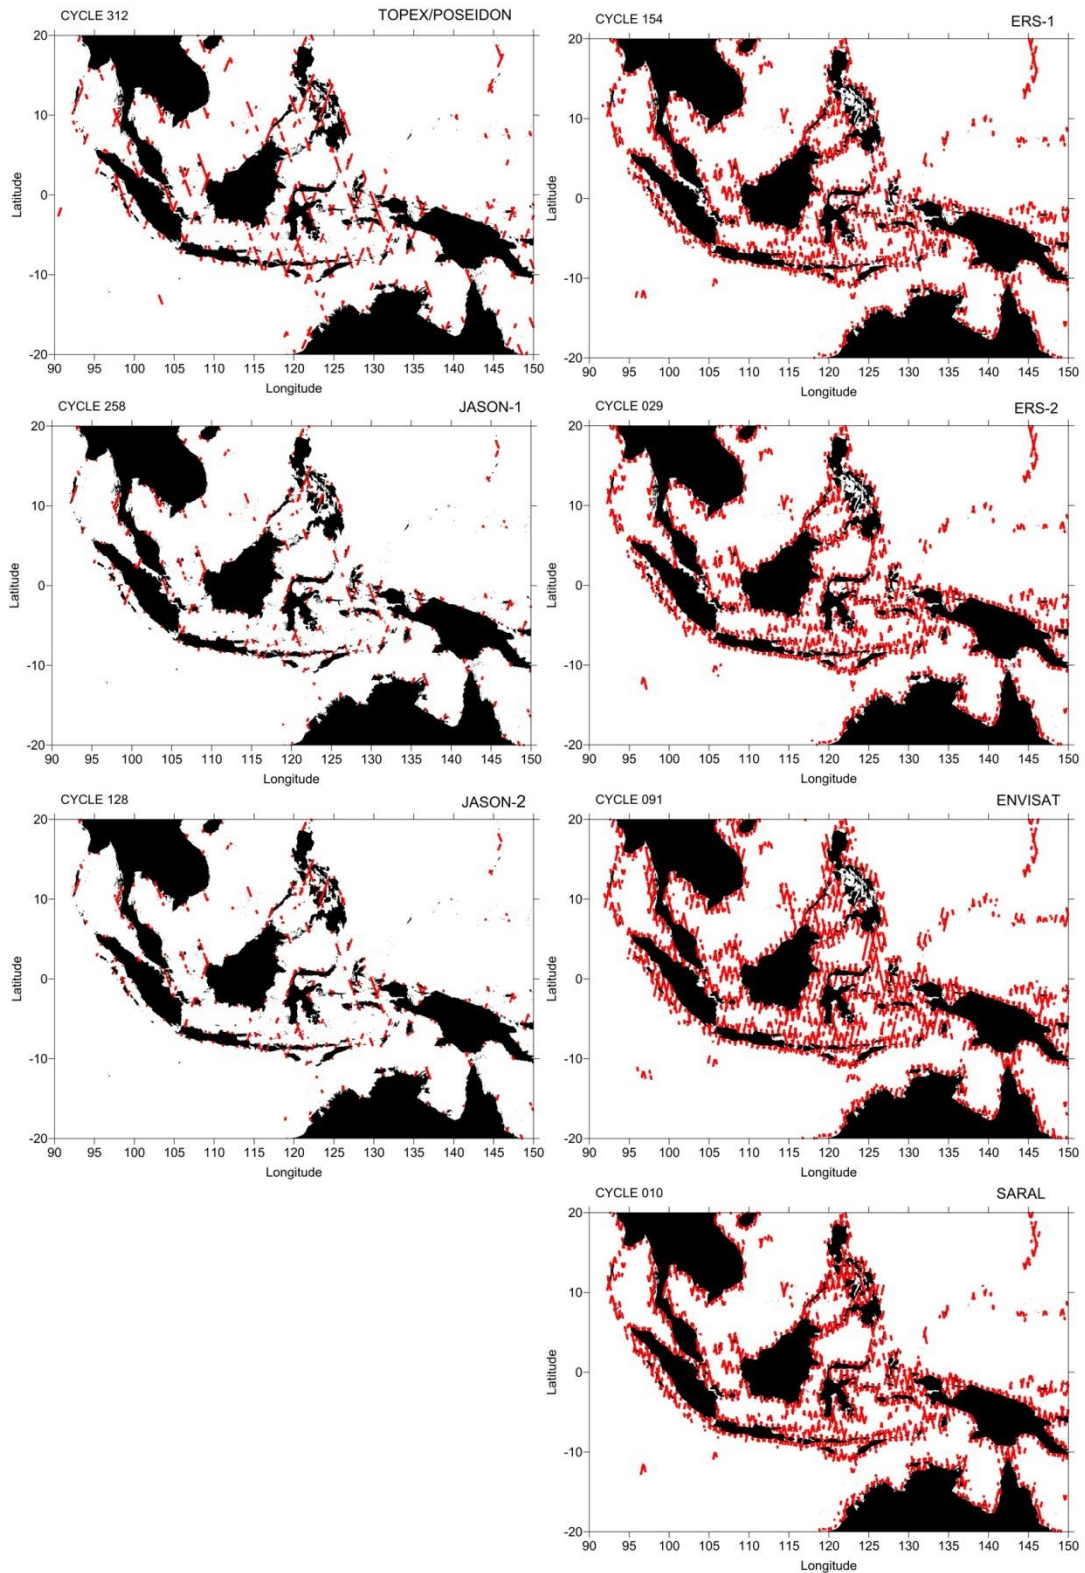 CYCLE 312 TOPEX/POSEIDON
20
10
0
-10
-20
Latitude
90 95 100 105 110 115 120 125 130 135 140 145 150
Longitude
CYCLE 154 ERS-1
20
10
0
-10
-20
Latitude
90 95 100 105 110 115 120 125 130 135 140 145 150
Longitude
CYCLE 258 JASON-1
20
10
0
-10
-20
Latitude
90 95 100 105 110 115 120 125 130 135 140 145 150
Longitude
CYCLE 029 ERS-2
20
10
0
-10
-20
Latitude
90 95 100 105 110 115 120 125 130 135 140 145 150
Longitude
CYCLE 128 JASON-2
20
10
0
-10
-20
Latitude
90 95 100 105 110 115 120 125 130 135 140 145 150
Longitude
CYCLE 091 ENVISAT
20
10
0
-10
-20
Latitude
90 95 100 105 110 115 120 125 130 135 140 145 150
Longitude
CYCLE 010 SARAL
20
10
0
-10
-20
Latitude
90 95 100 105 110 115 120 125 130 135 140 145 150
Longitude